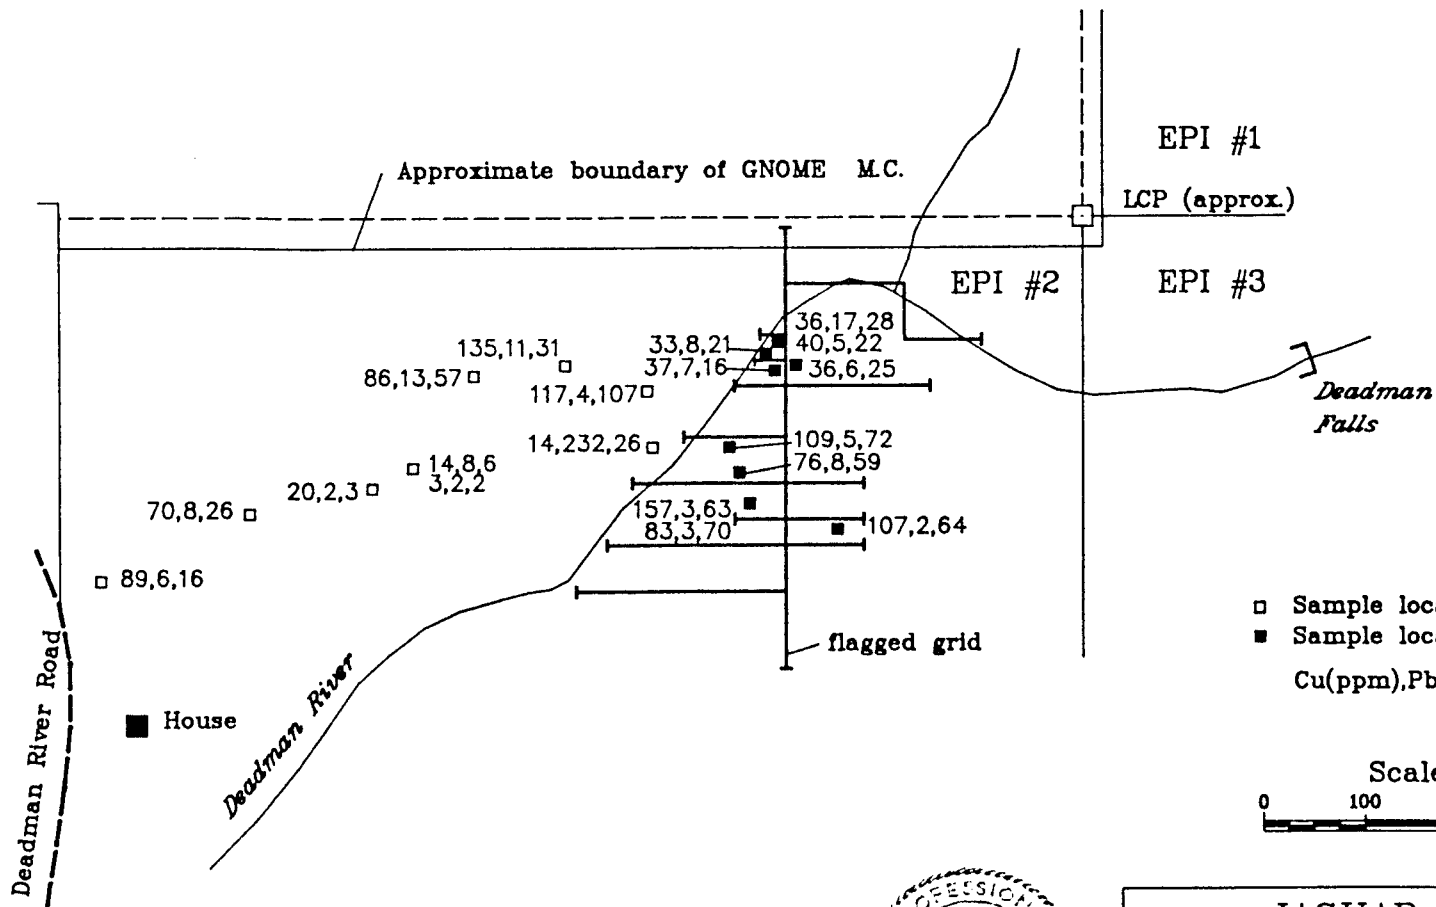 EPI #1
Approximate boundary of GNOME M.C.
LCP (approx.)
EPI #2
EPI #3
36,17,28
135,11,31
33,8,21
40,5,22
86,13,57
37,7,16
36,6,25
117,4,107
Deadman
Falls
14,232,26
109,5,72
14,8,6
76,8,59
20,2,3
3,2,2
70,8,26
157,3,63
83,3,70
107,2,64
89,6,16
Sample loc
Sample loc
flagged grid
Cu(ppm),Pb
Deadman River Road
House
Deadman River
Scale
0 100
OFESSION